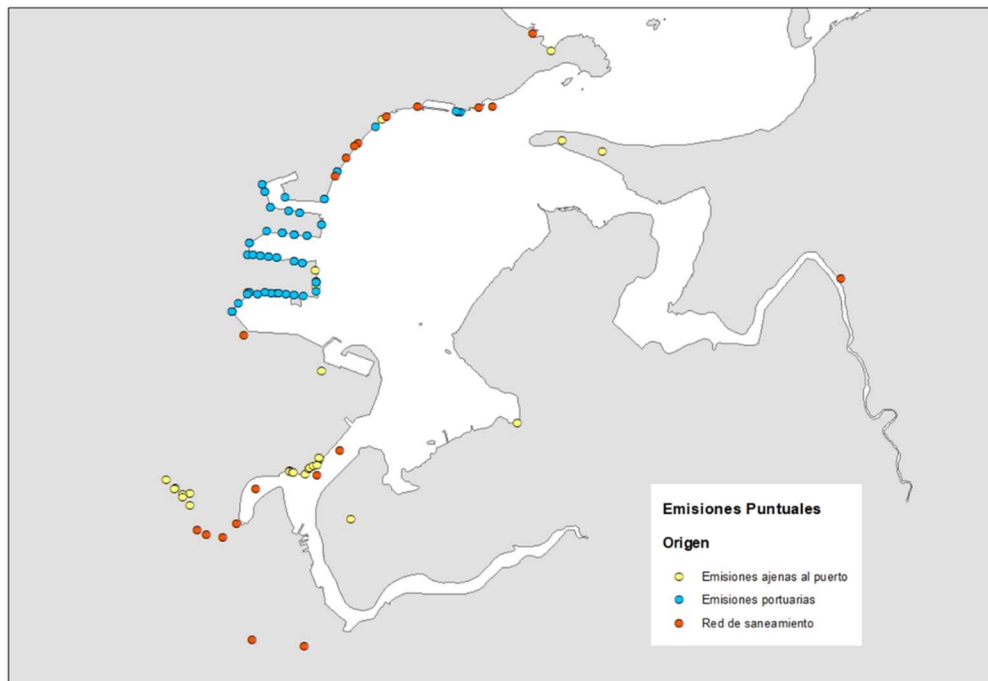 Emisiones Puntuales
Origen
Emisiones ajenas al puerto
Emisiones portuarias
Red de saneamiento